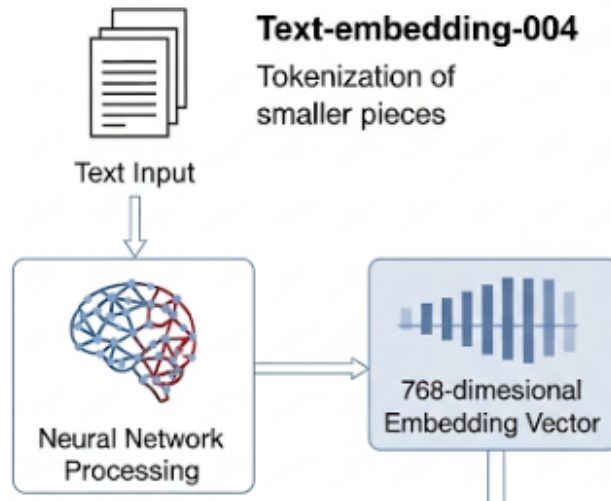 Text-embedding-004
Tokenization of
smaller pieces
Text Input
Neural Network
Processing
768-dimesional
Embedding Vector